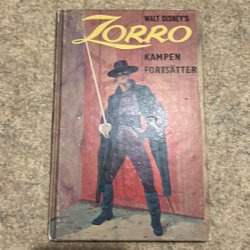 WALT DISNEY'S
ZORRO
KAMPEN
FORTSÄTTER